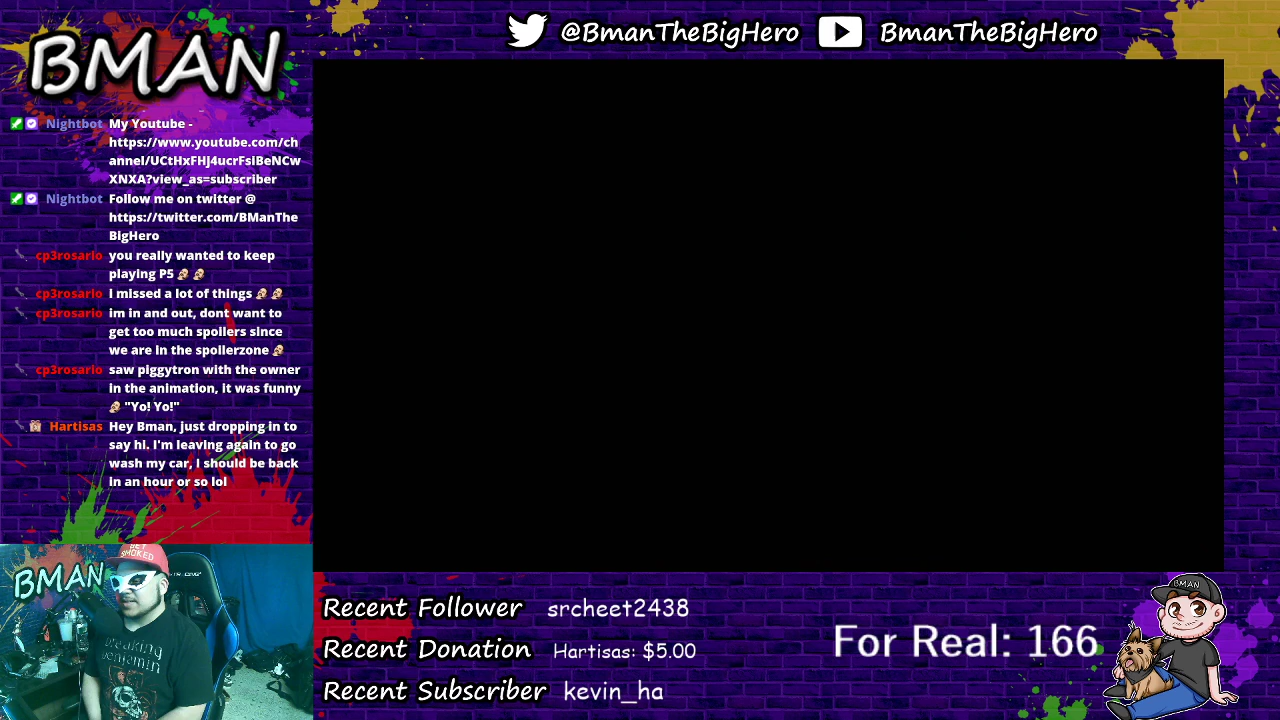 BMAN
@BmanTheBigHero
BmanTheBigHero
Nightbot My Youtube -
https://www.youtube.com/ch
annel/UCtHxFHJ4ucrFsIBeNCw
XNXA?view_as=subscriber
Nightbot Follow me on twitter @
https://twitter.com/BManThe
BigHero
cp3rosario you really wanted to keep
playing P5
cp3rosario I missed a lot of things
cp3rosario im in and out, dont want to
get too much spoilers since
we are in the spoilerzone
cp3rosario saw piggytron with the owner
in the animation, it was funny
"Yo! Yo!"
Hartisas Hey Bman, just dropping in to
say hi. I'm leaving again to go
wash my car, I should be back
in an hour or so lol
GET
SMOKED
BMAN
breaking
benjamin
Recent Follower srcheet2438
Recent Donation Hartisas: $5.00
Recent Subscriber kevin_ha
For Real: 166
BMAN